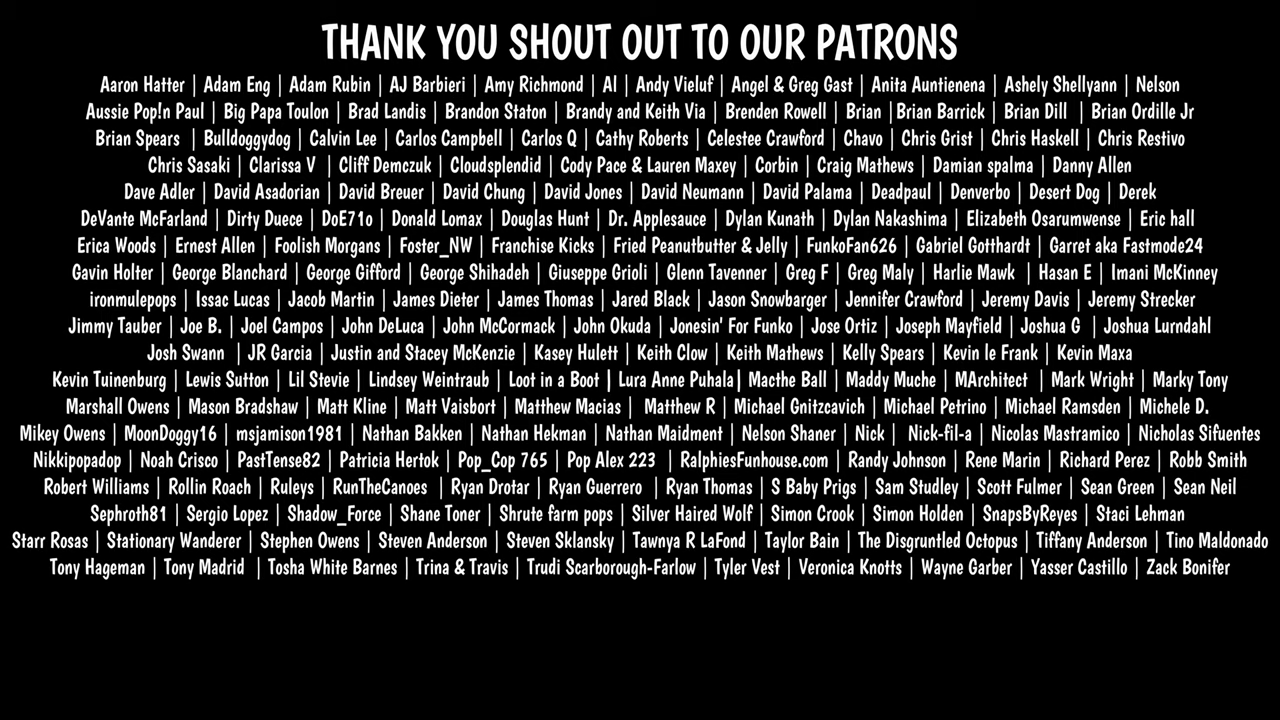 THANK YOU SHOUT OUT TO OUR PATRONS
Aaron Hatter | Adam Eng | Adam Rubin | AJ Barbieri | Amy Richmond | Al | Andy Vieluf | Angel & Greg Gast | Anita Auntienena | Ashely Shellyann | Nelson
Aussie Pop!n Paul | Big Papa Toulon | Brad Landis | Brandon Staton | Brandy and Keith Via | Brenden Rowell | Brian |Brian Barrick | Brian Dill | Brian Ordille Jr
Brian Spears | Bulldoggydog | Calvin Lee | Carlos Campbell | Carlos Q | Cathy Roberts | Celestee Crawford | Chavo | Chris Grist | Chris Haskell | Chris Restivo
Chris Sasaki | Clarissa V | Cliff Demczuk | Cloudsplendid | Cody Pace & Lauren Maxey | Corbin | Craig Mathews | Damian spalma | Danny Allen
Dave Adler | David Asadorian | David Breuer | David Chung | David Jones | David Neumann | David Palama | Deadpaul | Denverbo | Desert Dog | Derek
DeVante McFarland | Dirty Duece | DoE71o | Donald Lomax | Douglas Hunt | Dr. Applesauce | Dylan Kunath | Dylan Nakashima | Elizabeth Osarumwense | Eric hall
Erica Woods | Ernest Allen | Foolish Morgans | Foster_NW | Franchise Kicks | Fried Peanutbutter & Jelly | FunkoFan626 | Gabriel Gotthardt | Garret aka Fastmode24
Gavin Holter | George Blanchard | George Gifford | George Shihadeh | Giuseppe Grioli | Glenn Tavenner | Greg F | Greg Maly | Harlie Mawk | Hasan E | Imani McKinney
ironmulepops | Issac Lucas | Jacob Martin | James Dieter | James Thomas | Jared Black | Jason Snowbarger | Jennifer Crawford | Jeremy Davis | Jeremy Strecker
Jimmy Tauber | Joe B. | Joel Campos | John DeLuca | John McCormack | John Okuda | Jonesin' For Funko | Jose Ortiz | Joseph Mayfield | Joshua G | Joshua Lurndahl
Josh Swann | JR Garcia | Justin and Stacey McKenzie | Kasey Hulett | Keith Clow | Keith Mathews | Kelly Spears | Kevin le Frank | Kevin Maxa
Kevin Tuinenburg | Lewis Sutton | Lil Stevie | Lindsey Weintraub | Loot in a Boot | Lura Anne Puhala| Macthe Ball | Maddy Muche | MArchitect | Mark Wright | Marky Tony
Marshall Owens | Mason Bradshaw | Matt Kline | Matt Vaisbort | Matthew Macias | Matthew R | Michael Gnitzcavich | Michael Petrino | Michael Ramsden | Michele D.
Mikey Owens | MoonDoggy16 | msjamison1981 | Nathan Bakken | Nathan Hekman | Nathan Maidment | Nelson Shaner | Nick | Nick-fil-a | Nicolas Mastramico | Nicholas Sifuentes
Nikkipopadop | Noah Crisco | PastTense82 | Patricia Hertok | Pop_Cop 765 | Pop Alex 223 | RalphiesFunhouse.com | Randy Johnson | Rene Marin | Richard Perez | Robb Smith
Robert Williams | Rollin Roach | Ruleys | RunTheCanoes | Ryan Drotar | Ryan Guerrero | Ryan Thomas | S Baby Prigs | Sam Studley | Scott Fulmer | Sean Green | Sean Neil
Sephroth81 | Sergio Lopez | Shadow_Force | Shane Toner | Shrute farm pops | Silver Haired Wolf | Simon Crook | Simon Holden | SnapsByReyes | Staci Lehman
Starr Rosas | Stationary Wanderer | Stephen Owens | Steven Anderson | Steven Sklansky | Tawnya R LaFond | Taylor Bain | The Disgruntled Octopus | Tiffany Anderson | Tino Maldonado
Tony Hageman | Tony Madrid | Tosha White Barnes | Trina & Travis | Trudi Scarborough-Farlow | Tyler Vest | Veronica Knotts | Wayne Garber | Yasser Castillo | Zack Bonifer